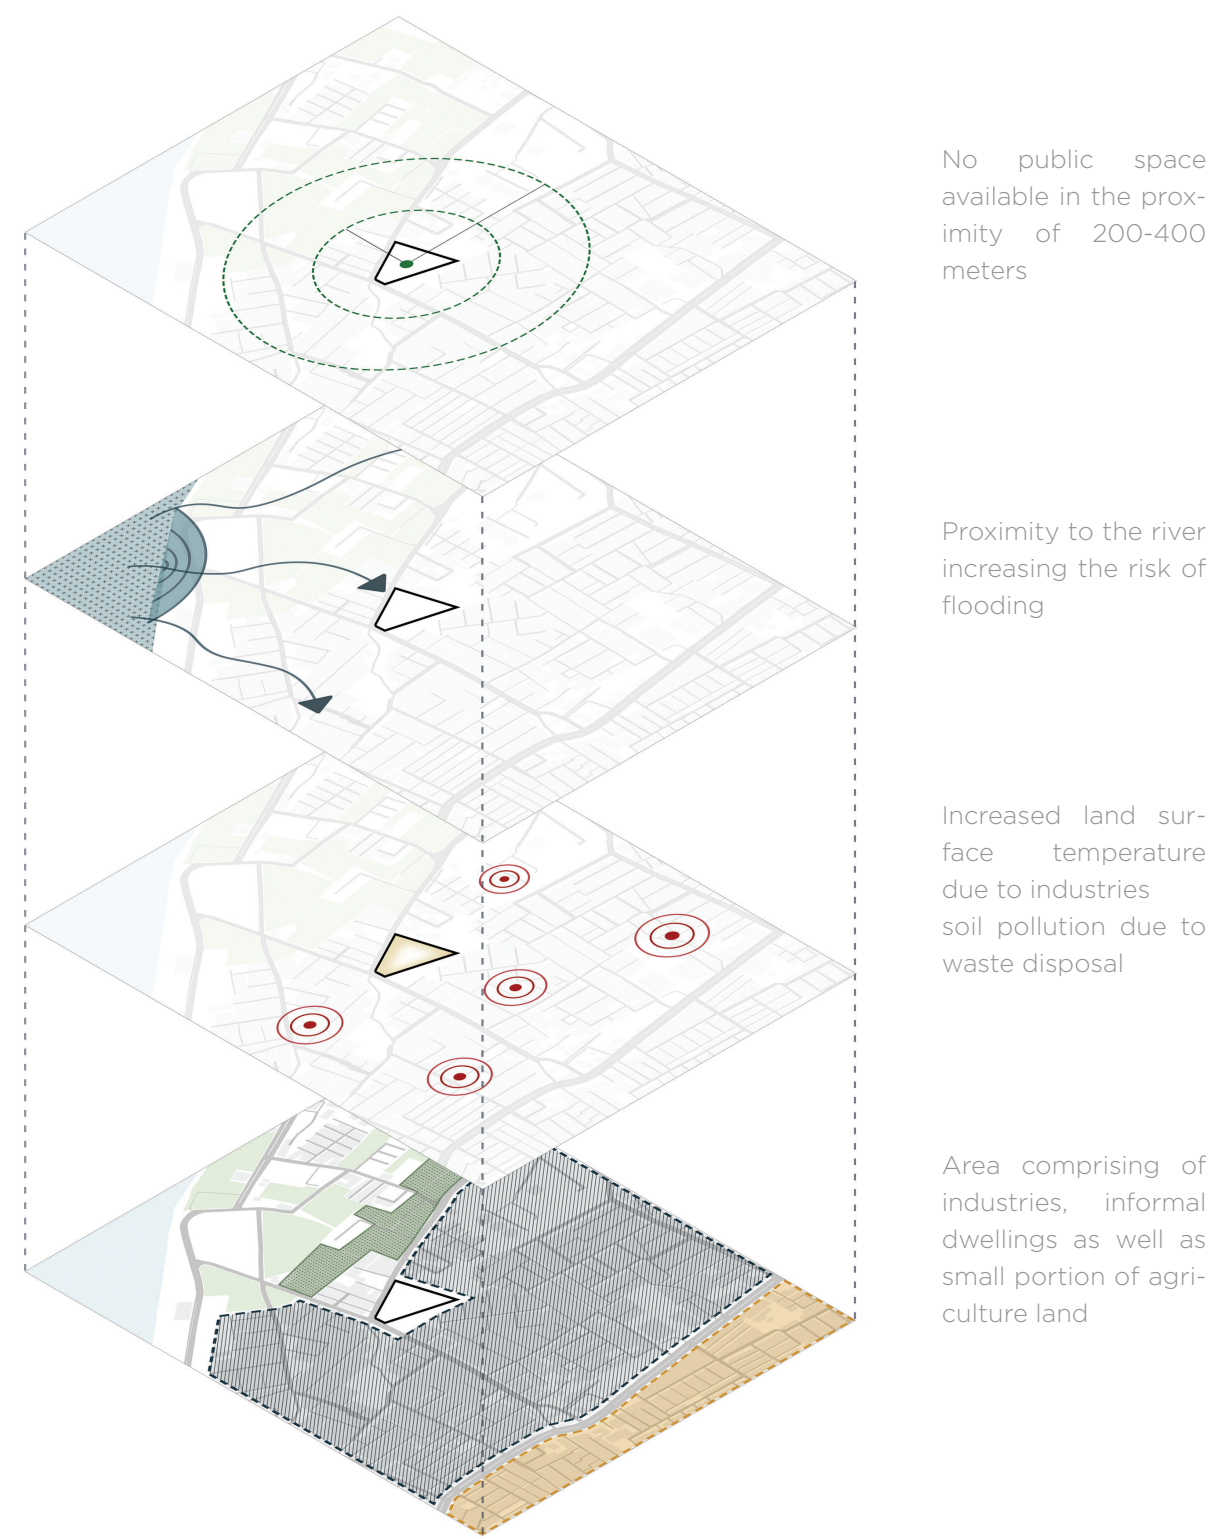 No public space
available in the prox-
imity of 200-400
meters
Proximity to the river
increasing the risk of
flooding
Increased land sur-
face temperature
due to industries
soil pollution due to
waste disposal
Area comprising of
industries, informal
dwellings as well as
small portion of agri-
culture land